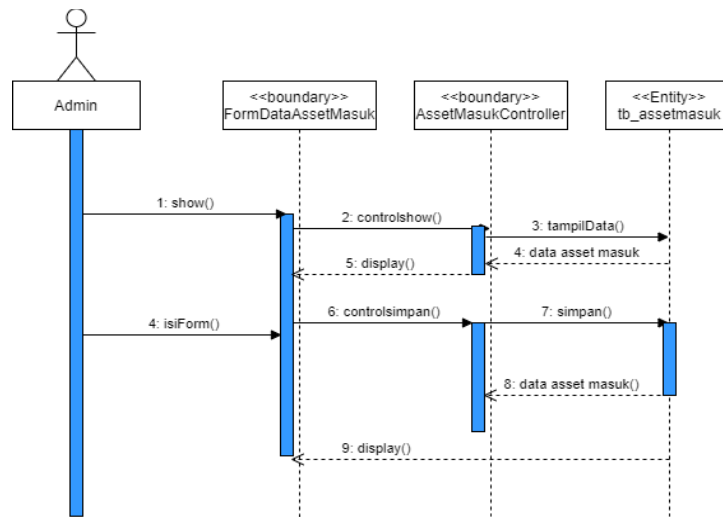 Admin
<<boundary>>
FormDataAssetMasuk
<<boundary>>
AssetMasukController
<<Entity>>
tb_assetmasuk
1: show()
2: controlshow()
3: tampilData()
4: data asset masuk
5: display()
4: isiForm()
6: controlsimpan()
7: simpan()
8: data asset masuk()
9: display()